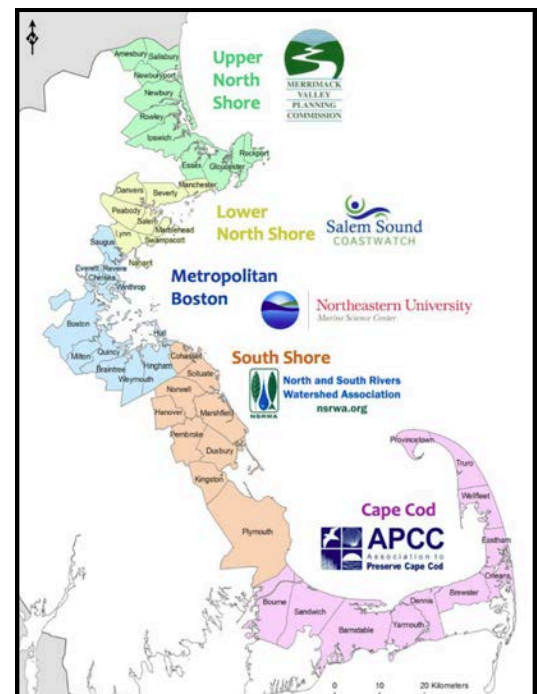 N
Amesbury
Salisbury
Newburyport
Newbury
Rowley
Ipswich
Essex
Gloucester
Rockport
Manchester
Upper
North
Shore
MERRIMACK
VALLEY
PLANNING
COMMISSION
Danvers
Beverly
Peabody
Salem
Marblehead
Lynn
Swampscott
Nahant
Lower
North Shore
Salem Sound
COASTWATCH
Saugus
Everett
Revere
Chelsea
Winthrop
Boston
Hull
Milton
Quincy
Braintree
Weymouth
Hingham
Metropolitan
Boston
Northeastern University
Marine Science Center
South Shore
Cohasset
Scituate
Norwell
Hanover
Marshfield
Pembroke
Duxbury
Kingston
Plymouth
NSRWA
North and South Rivers
Watershed Association
nsrwa.org
Provincetown
Truro
Wellfleet
Eastham
Orleans
Brewster
Dennis
Yarmouth
Barnstable
Sandwich
Bourne
Cape Cod
APCC
Association to
Preserve Cape Cod
0 10 20 Kilometers